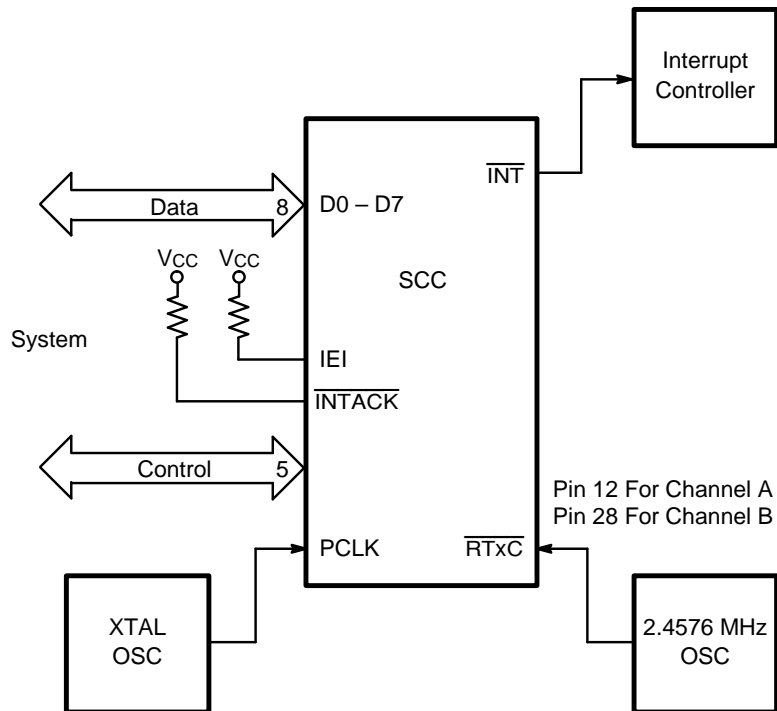 Interrupt
Controller
INT
Data 8 D0 – D7
VCC VCC
SCC
System
IEI
INTACK
Control 5
Pin 12 For Channel A
Pin 28 For Channel B
PCLK RTxC
XTAL
OSC
2.4576 MHz
OSC